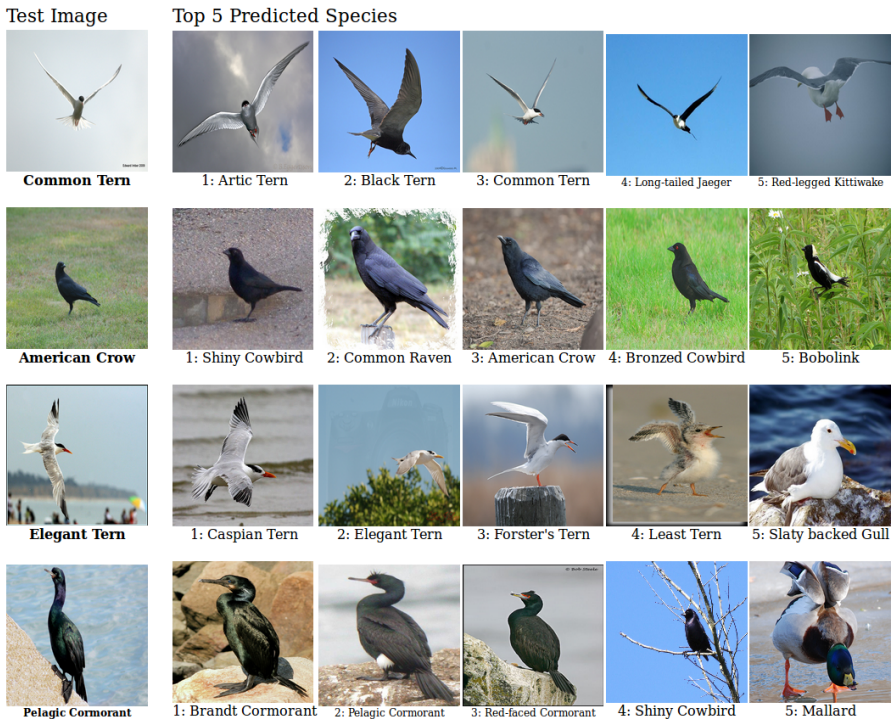 Test Image
Top 5 Predicted Species
Common Tern
1: Artic Tern
2: Black Tern
3: Common Tern
4: Long-tailed Jaeger
5: Red-legged Kittiwake
American Crow
1: Shiny Cowbird
2: Common Raven
3: American Crow
4: Bronzed Cowbird
5: Bobolink
Elegant Tern
1: Caspian Tern
2: Elegant Tern
3: Forster's Tern
4: Least Tern
5: Slaty backed Gull
Pelagic Cormorant
1: Brandt Cormorant
2: Pelagic Cormorant
3: Red-faced Cormorant
4: Shiny Cowbird
5: Mallard